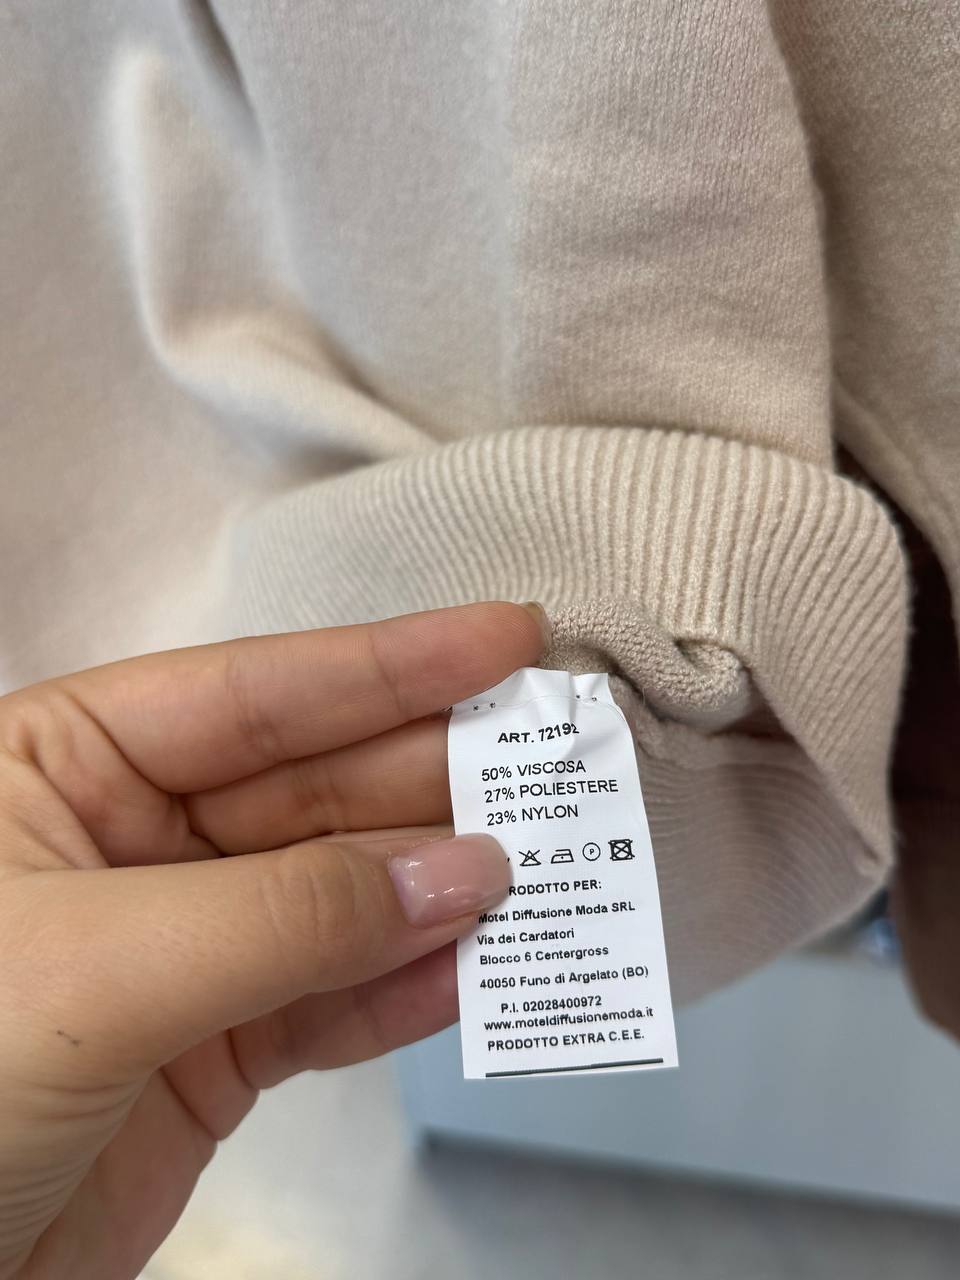 ART. 72192
50% VISCOSA
27% POLIESTERE
23% NYLON
P
RODOTTO PER:
Motel Diffusione Moda SRL
Via dei Cardatori
Blocco 6 Centergross
40050 Funo di Argelato (BO)
P.I. 02028400972
www.moteldiffusionemoda.it
PRODOTTO EXTRA C.E.E.